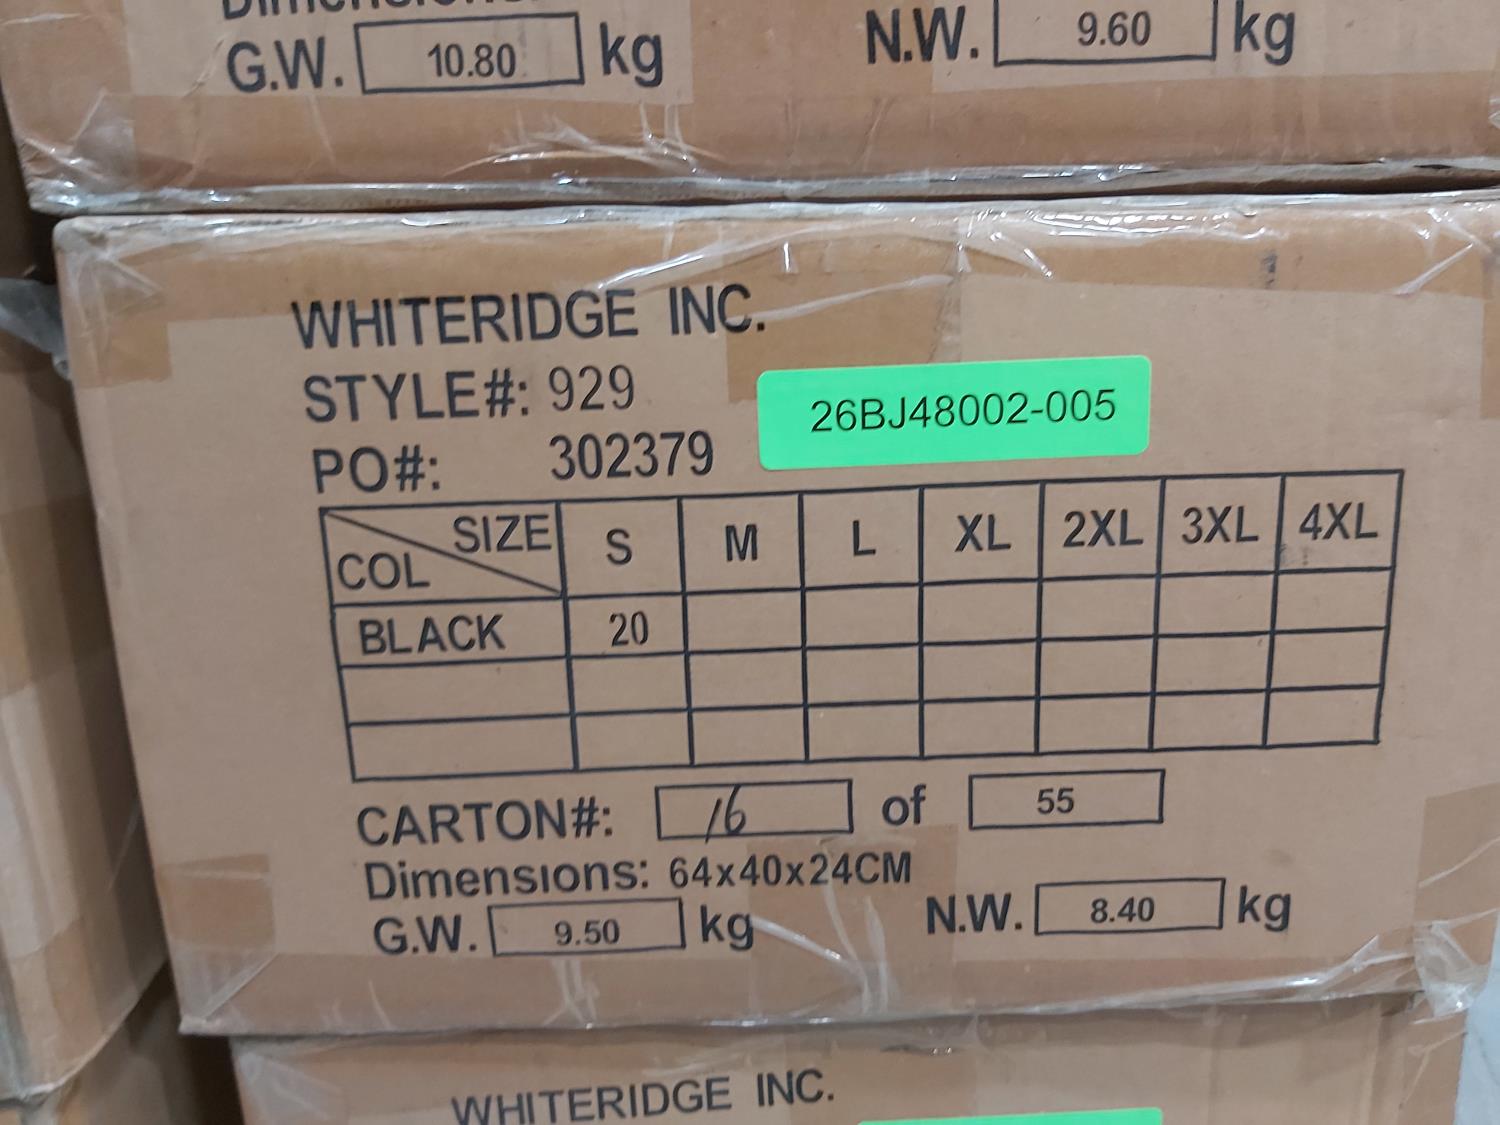 Dimensions:
G.W. 10.80 kg N.W. 9.60 kg
WHITERIDGE INC.
STYLE#: 929
26BJ48002-005
PO#: 302379
SIZE S M L XL 2XL 3XL 4XL
COL
BLACK 20
CARTON#: 16 of 55
Dimensions: 64x40x24CM
G.W. 9.50 kg N.W. 8.40 kg
WHITERIDGE INC.